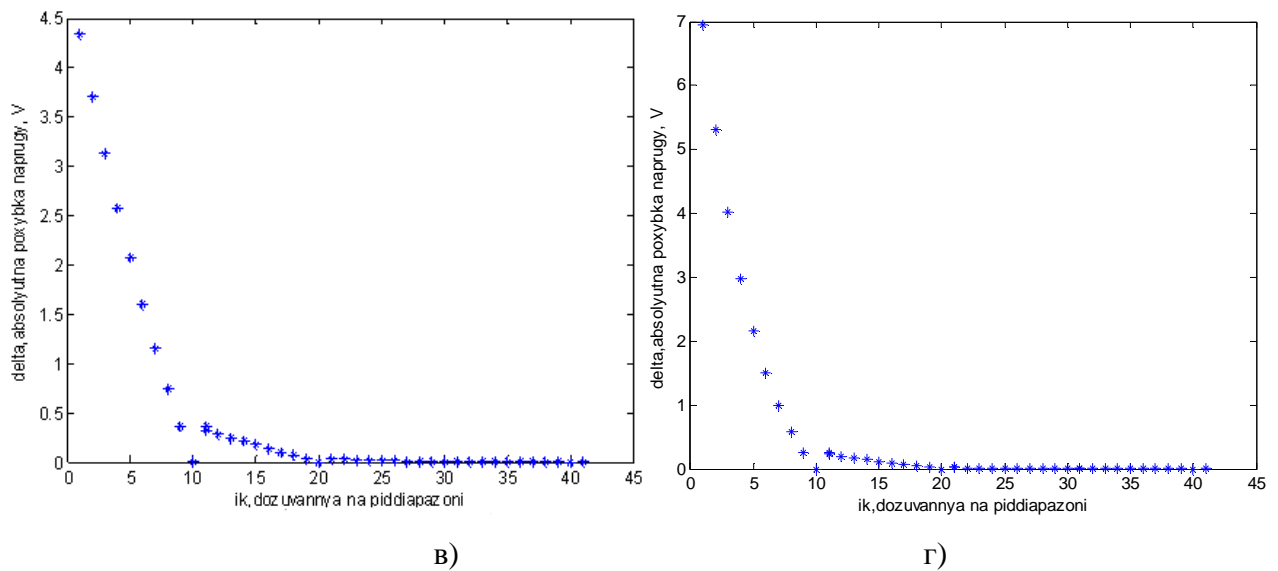 4.5
4
3.5
3
2.5
2
1.5
1
0.5
0
0 5 10 15 20 25 30 35 40 45
delta,absolyutna poxybka naprugy, V
ik,dozuvannya na piddiapazoni
в)
7
6
5
4
3
2
1
0
0 5 10 15 20 25 30 35 40 45
delta,absolyutna poxybka naprugy, V
ik,dozuvannya na piddiapazoni
г)